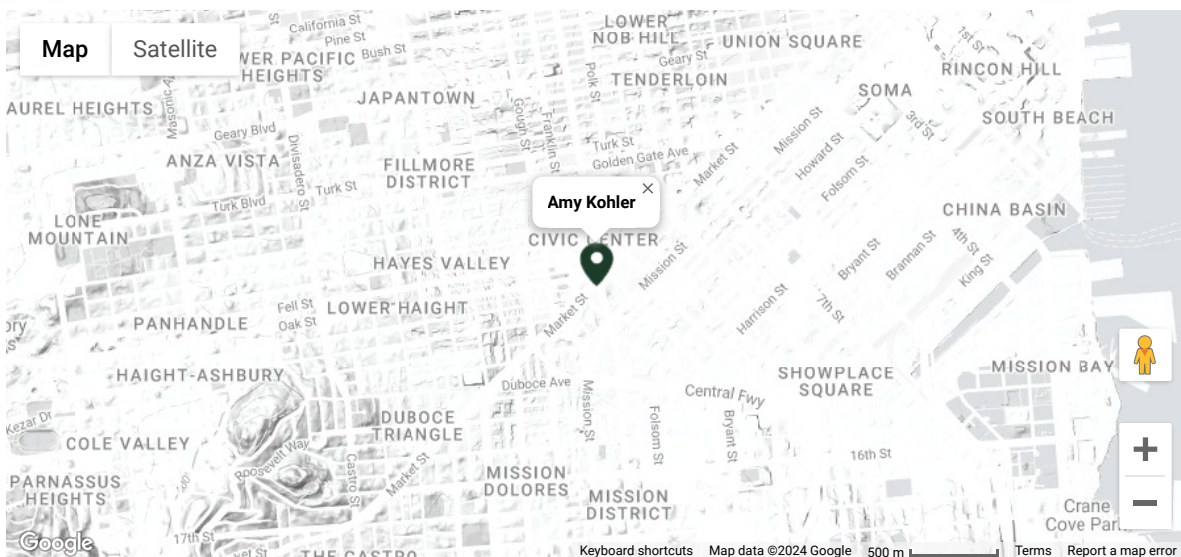 Map
Satellite
California St
Pine St
Bush St
LOWER
NOB HILL
UNION SQUARE
1st St
WER PACIFIC
HEIGHTS
Geary St
Polk St
TENDERLOIN
RINCON HILL
AUREL HEIGHTS
JAPANTOWN
SOMA
Gough St
Franklin St
Mission St
3rd St
SOUTH BEACH
Geary Blvd
Divisadero St
Turk St
Golden Gate Ave
Market St
Howard St
Folsom St
ANZA VISTA
FILLMORE
DISTRICT
Turk St
Turk Blvd
Amy Kohler
LONE
MOUNTAIN
CIVIC CENTER
CHINA BASIN
HAYES VALLEY
Mission St
Bryant St
Brannan St
4th St
King St
Fell St
Oak St
LOWER HAIGHT
Market St
Harrison St
7th St
PANHANDLE
HAIGHT-ASHBURY
Duboce Ave
Mission St
Central Fwy
SHOWPLACE
SQUARE
MISSION BAY
Kezar Dr
COLE VALLEY
DUBOCE
TRIANGLE
Folsom St
Bryant St
Roosevelt Way
Castro St
Market St
16th St
PARNASSUS
HEIGHTS
MISSION
DOLORES
MISSION
DISTRICT
Crane
Cove Park
Google
17th St
THE CASTRO
Keyboard shortcuts
Map data ©2024 Google
500 m
Terms
Report a map error